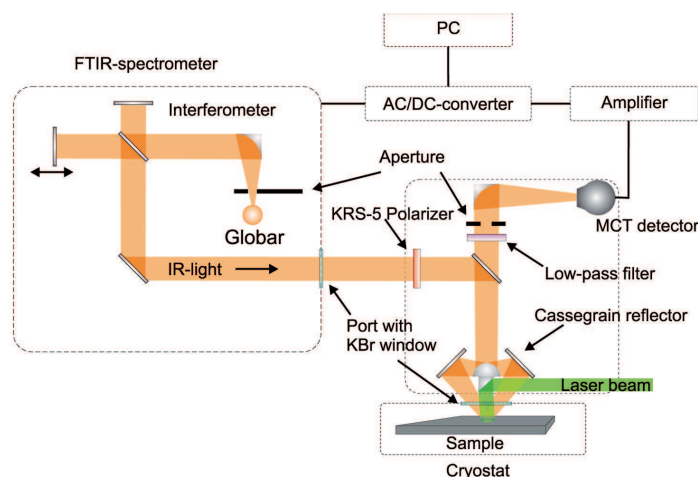 PC
FTIR-spectrometer
Interferometer
AC/DC-converter
Amplifier
Aperture
KRS-5 Polarizer
Globar
MCT detector
IR-light
Low-pass filter
Port with
KBr window
Cassegrain reflector
Laser beam
Sample
Cryostat